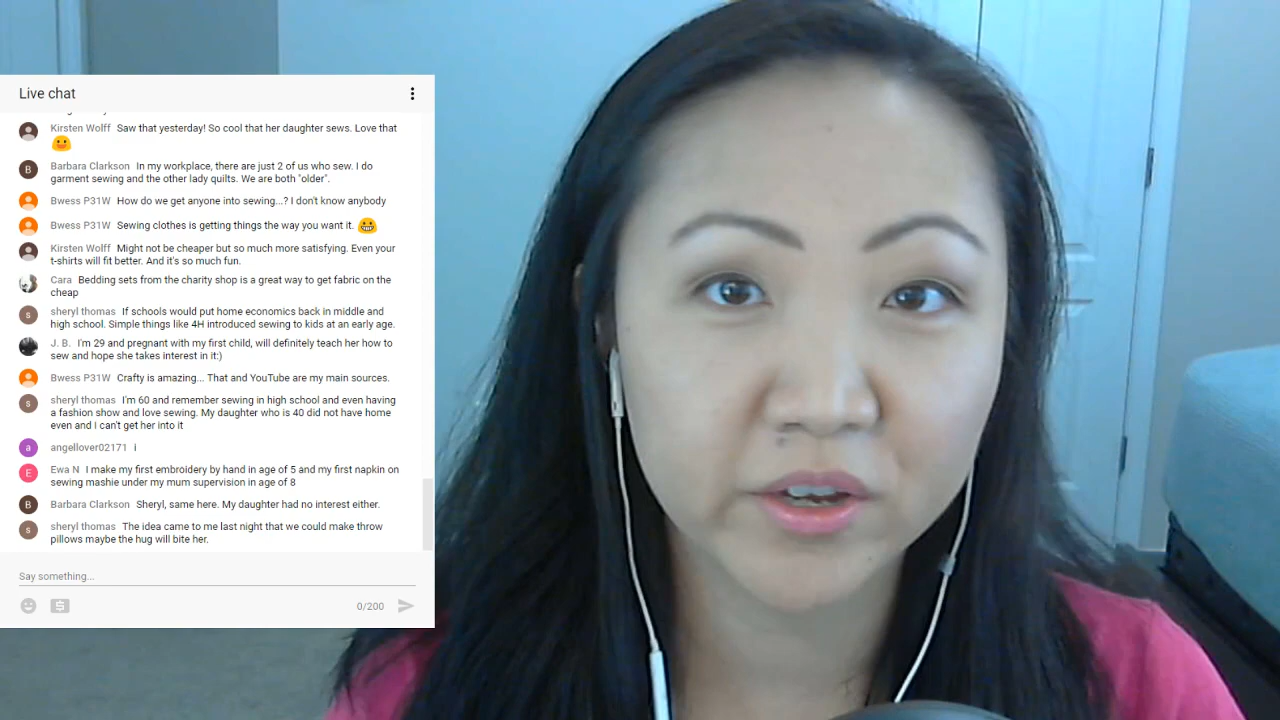 Live chat
Kirsten Wolff Saw that yesterday! So cool that her daughter sews. Love that
B
Barbara Clarkson In my workplace, there are just 2 of us who sew. I do
garment sewing and the other lady quilts. We are both "older".
Bwess P31W How do we get anyone into sewing...? I don't know anybody
Bwess P31W Sewing clothes is getting things the way you want it.
Kirsten Wolff Might not be cheaper but so much more satisfying. Even your
t-shirts will fit better. And it's so much fun.
Cara Bedding sets from the charity shop is a great way to get fabric on the
cheap
s
sheryl thomas If schools would put home economics back in middle and
high school. Simple things like 4H introduced sewing to kids at an early age.
J. B. I'm 29 and pregnant with my first child, will definitely teach her how to
sew and hope she takes interest in it:)
Bwess P31W Crafty is amazing... That and YouTube are my main sources.
s
sheryl thomas I'm 60 and remember sewing in high school and even having
a fashion show and love sewing. My daughter who is 40 did not have home
even and I can't get her into it
a
angellover02171 i
E
Ewa N I make my first embroidery by hand in age of 5 and my first napkin on
sewing mashie under my mum supervision in age of 8
B
Barbara Clarkson Sheryl, same here. My daughter had no interest either.
s
sheryl thomas The idea came to me last night that we could make throw
pillows maybe the hug will bite her.
Say something...
$
0/200